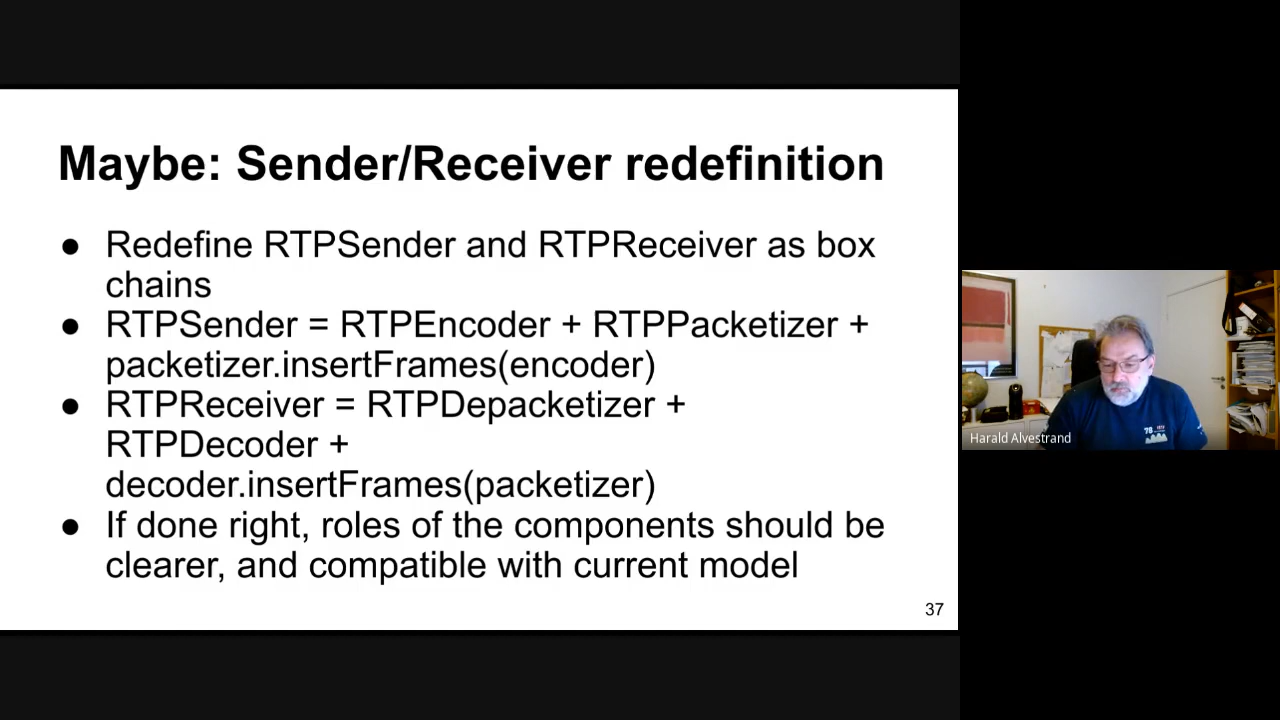 Maybe: Sender/Receiver redefinition
● Redefine RTPSender and RTPReceiver as box
chains
● RTPSender = RTPEncoder + RTPPacketizer +
packetizer.insertFrames(encoder)
● RTPReceiver = RTPDepacketizer +
RTPDecoder +
decoder.insertFrames(packetizer)
● If done right, roles of the components should be
clearer, and compatible with current model
37
Harald Alvestrand
78